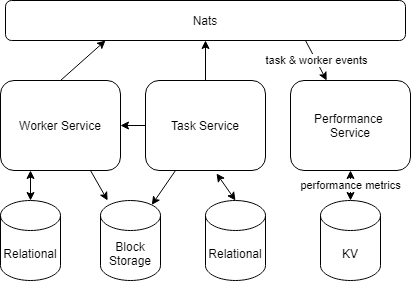 Nats
task & worker events
Worker Service
Task Service
Performance
Service
performance metrics
Relational
Block
Storage
Relational
KV